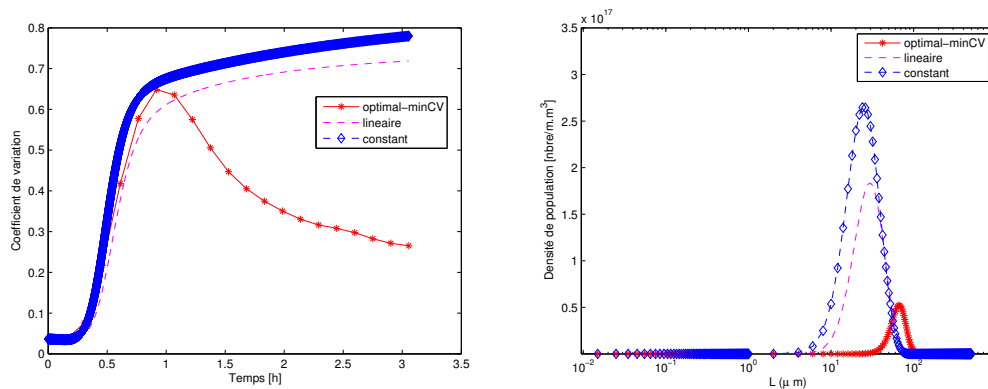 0.8
0.7
0.6
0.5
0.4
0.3
0.2
0.1
0
Coefficient de variation
optimal−minCV
lineaire
constant
0 0.5 1 1.5 2 2.5 3 3.5
Temps [h]
x 10^17
3.5
3
2.5
2
1.5
1
0.5
Densité de population [nbre/m.m³]
optimal−minCV
lineaire
constant
10^−2 10^−1 10^0 10^1 10^2
L (μ m)